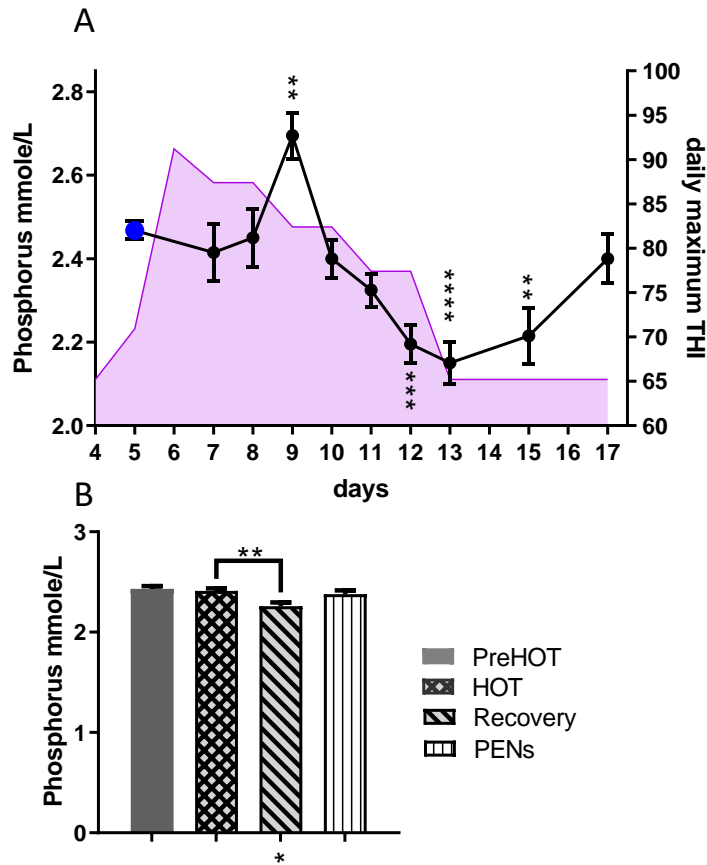 A
Phosphorus mmole/L
2.8
2.6
2.4
2.2
2.0
**
****
***
**
100
95
90
85
80
75
70
65
60
daily maximum THI
4 5 6 7 8 9 10 11 12 13 14 15 16 17
days
B
Phosphorus mmole/L
3
2
1
0
**
*
PreHOT
HOT
Recovery
PENs